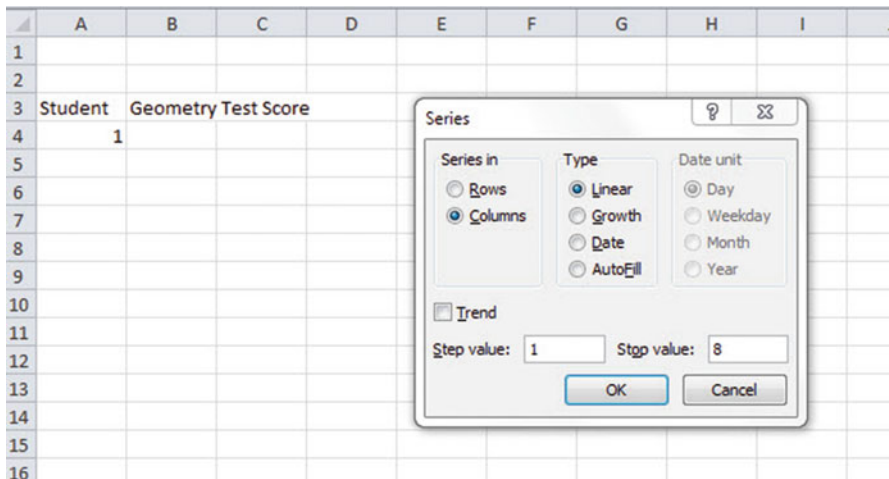 A B C D E F G H I
1
2
3 Student Geometry Test Score
4 1
5
6
7
8
9
10
11
12
13
14
15
16
Series
Series in Type Date unit
Rows Linear Day
Columns Growth Weekday
Date Month
AutoFill Year
Trend
Step value: 1 Stop value: 8
OK Cancel